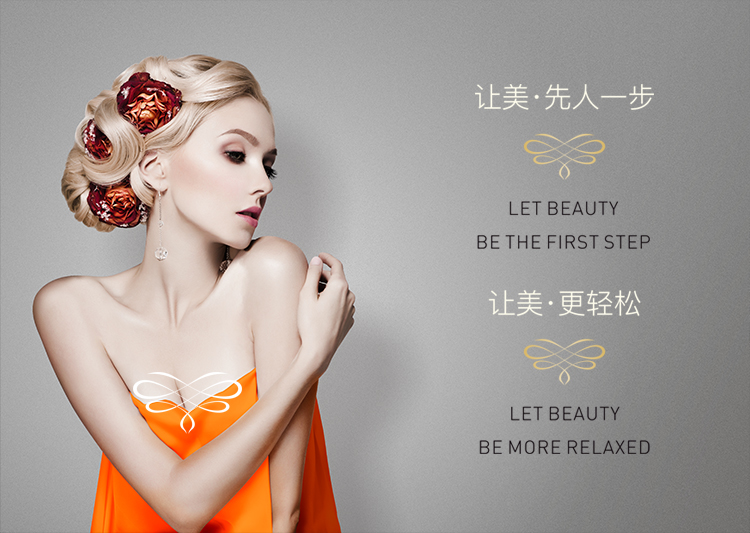 让美·先人一步
LET BEAUTY
BE THE FIRST STEP
让美·更轻松
LET BEAUTY
BE MORE RELAXED